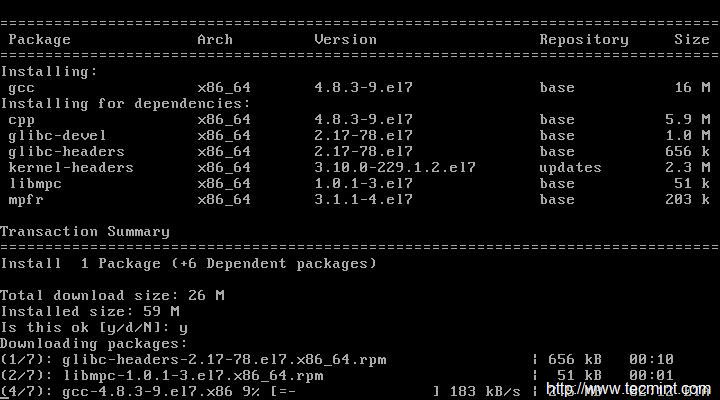 ================================================================================
Package Arch Version Repository Size
================================================================================
Installing:
gcc x86_64 4.8.3-9.el7 base 16 M
Installing for dependencies:
cpp x86_64 4.8.3-9.el7 base 5.9 M
glibc-devel x86_64 2.17-78.el7 base 1.0 M
glibc-headers x86_64 2.17-78.el7 base 656 k
kernel-headers x86_64 3.10.0-229.1.2.el7 updates 2.3 M
libmpc x86_64 1.0.1-3.el7 base 51 k
mpfr x86_64 3.1.1-4.el7 base 203 k
Transaction Summary
================================================================================
Install 1 Package (+6 Dependent packages)
Total download size: 26 M
Installed size: 59 M
Is this ok [y/d/N]: y
Downloading packages:
(1/7): glibc-headers-2.17-78.el7.x86_64.rpm | 656 kB 00:10
(2/7): libmpc-1.0.1-3.el7.x86_64.rpm | 51 kB 00:01
(4/7): gcc-4.8.3-9.el7.x86 9% [=- ] 183 kB/s |
http://www.tecmint.com